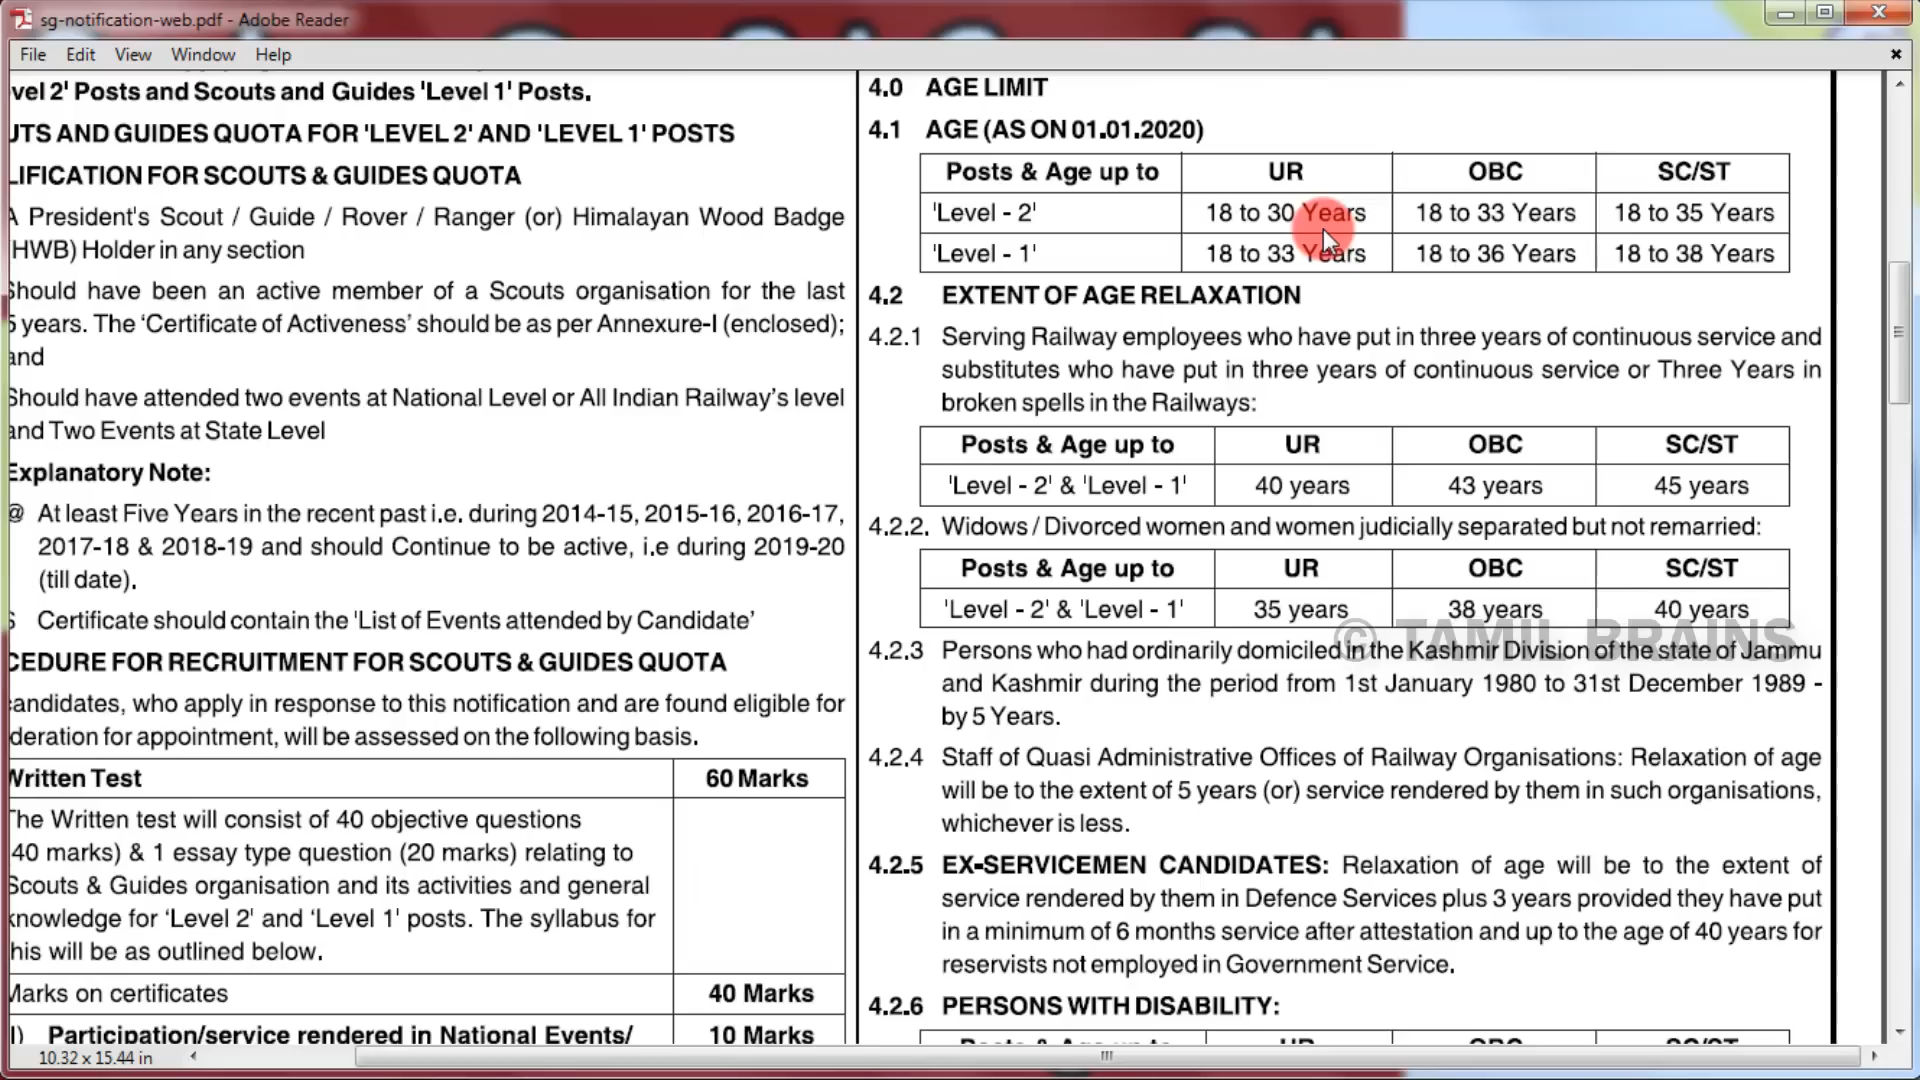 sg-notification-web.pdf - Adobe Reader
File Edit View Window Help
vel 2' Posts and Scouts and Guides 'Level 1' Posts.
UTS AND GUIDES QUOTA FOR 'LEVEL 2' AND 'LEVEL 1' POSTS
LIFICATION FOR SCOUTS & GUIDES QUOTA
A President's Scout / Guide / Rover / Ranger (or) Himalayan Wood Badge
HWB) Holder in any section
Should have been an active member of a Scouts organisation for the last
5 years. The ‘Certificate of Activeness’ should be as per Annexure-I (enclosed);
and
Should have attended two events at National Level or All Indian Railway’s level
and Two Events at State Level
Explanatory Note:
@ At least Five Years in the recent past i.e. during 2014-15, 2015-16, 2016-17,
2017-18 & 2018-19 and should Continue to be active, i.e during 2019-20
(till date).
Certificate should contain the 'List of Events attended by Candidate’
CEDURE FOR RECRUITMENT FOR SCOUTS & GUIDES QUOTA
candidates, who apply in response to this notification and are found eligible for
deration for appointment, will be assessed on the following basis.
Written Test 60 Marks
The Written test will consist of 40 objective questions
40 marks) & 1 essay type question (20 marks) relating to
Scouts & Guides organisation and its activities and general
knowledge for ‘Level 2' and ‘Level 1' posts. The syllabus for
this will be as outlined below.
Marks on certificates 40 Marks
I) Participation/service rendered in National Events/ 10 Marks
4.0 AGE LIMIT
4.1 AGE (AS ON 01.01.2020)
Posts & Age up to UR OBC SC/ST
'Level - 2' 18 to 30 Years 18 to 33 Years 18 to 35 Years
'Level - 1' 18 to 33 Years 18 to 36 Years 18 to 38 Years
4.2 EXTENT OF AGE RELAXATION
4.2.1 Serving Railway employees who have put in three years of continuous service and
substitutes who have put in three years of continuous service or Three Years in
broken spells in the Railways:
Posts & Age up to UR OBC SC/ST
'Level - 2' & 'Level - 1' 40 years 43 years 45 years
4.2.2. Widows / Divorced women and women judicially separated but not remarried:
Posts & Age up to UR OBC SC/ST
'Level - 2' & 'Level - 1' 35 years 38 years 40 years
© TAMIL BRAINS
4.2.3 Persons who had ordinarily domiciled in the Kashmir Division of the state of Jammu
and Kashmir during the period from 1st January 1980 to 31st December 1989 -
by 5 Years.
4.2.4 Staff of Quasi Administrative Offices of Railway Organisations: Relaxation of age
will be to the extent of 5 years (or) service rendered by them in such organisations,
whichever is less.
4.2.5 EX-SERVICEMEN CANDIDATES: Relaxation of age will be to the extent of
service rendered by them in Defence Services plus 3 years provided they have put
in a minimum of 6 months service after attestation and up to the age of 40 years for
reservists not employed in Government Service.
4.2.6 PERSONS WITH DISABILITY:
Posts & Age up to UR OBC SC/ST
10.32 x 15.44 in